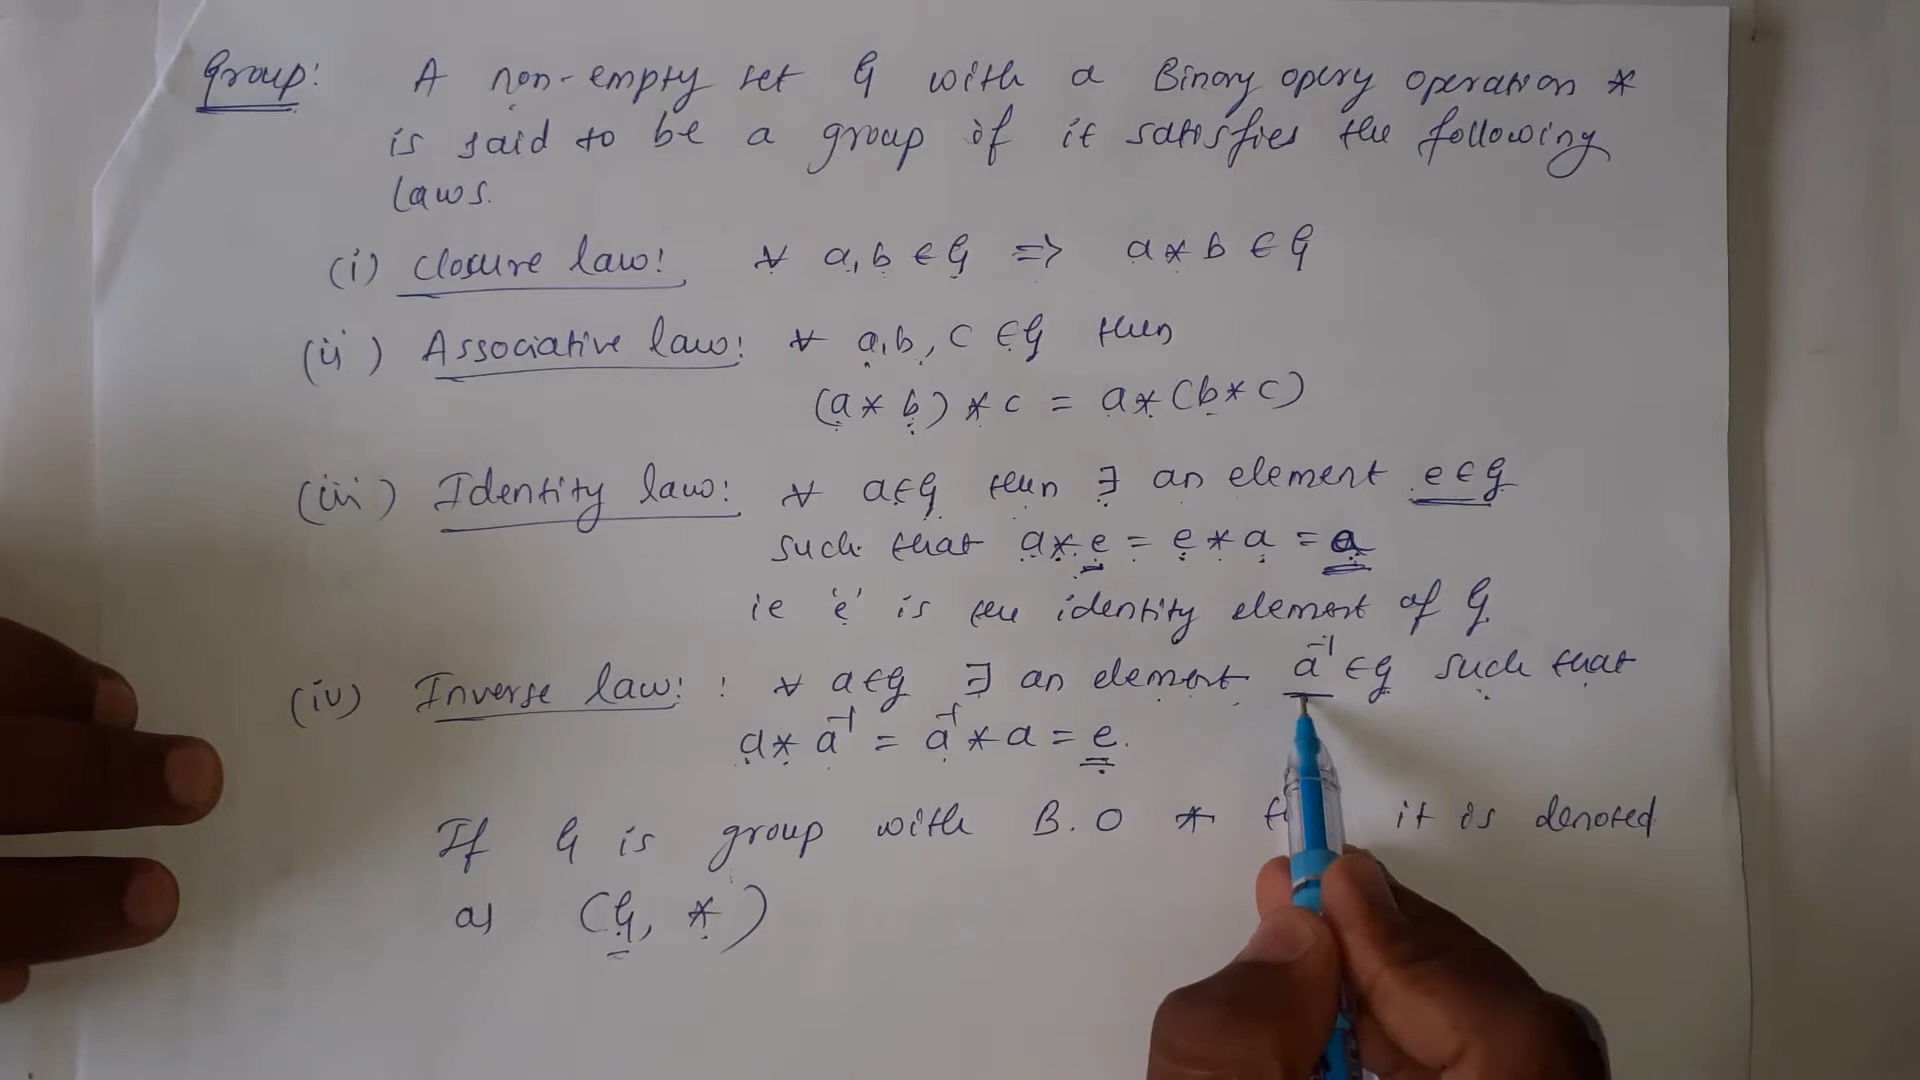 Group: A non-empty set G with a Binary opery operation *
is said to be a group if it satisfies the following
laws.
(i) Closure law: ∀ a,b ∈ G => a * b ∈ G
(ii) Associative law: ∀ a,b, c ∈ G then
(a * b) * c = a * (b * c)
(iii) Identity law: ∀ a ∈ G then ∃ an element e ∈ G
such that a * e = e * a = a
ie 'e' is the identity element of G
(iv) Inverse law: : ∀ a ∈ G ∃ an element a⁻¹ ∈ G such that
a * a⁻¹ = a⁻¹ * a = e.
If G is group with B.O * it is denoted
as (G, *)